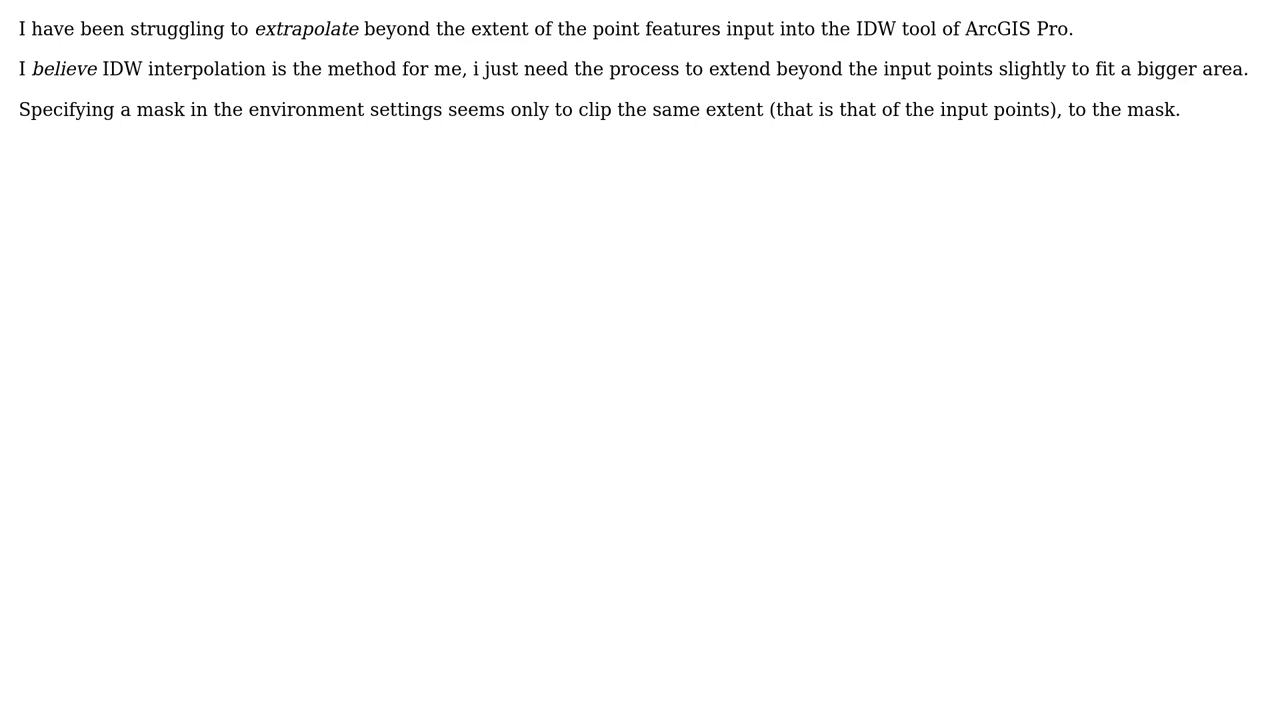 I have been struggling to extrapolate beyond the extent of the point features input into the IDW tool of ArcGIS Pro.
I believe IDW interpolation is the method for me, i just need the process to extend beyond the input points slightly to fit a bigger area.
Specifying a mask in the environment settings seems only to clip the same extent (that is that of the input points), to the mask.